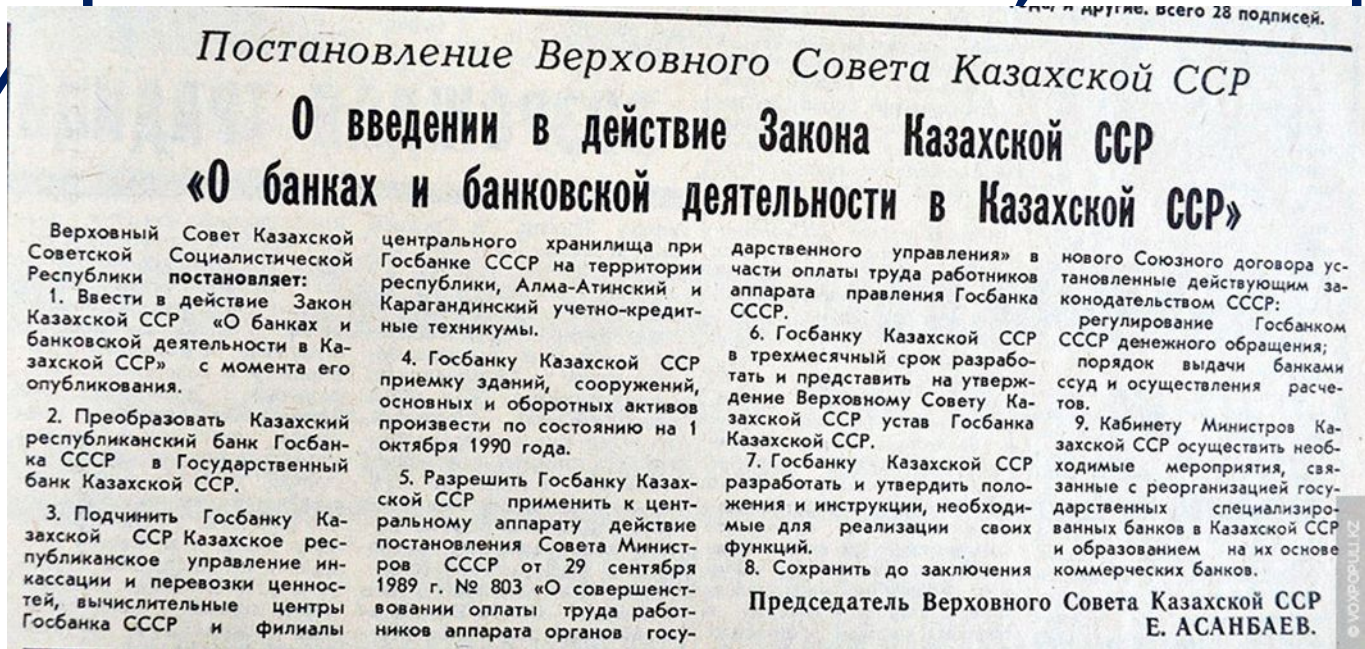 и другие. Всего 28 подписей.
Постановление Верховного Совета Казахской ССР
О введении в действие Закона Казахской ССР
«О банках и банковской деятельности в Казахской ССР»
Верховный Совет Казахской
Советской Социалистической
Республики постановляет:
1. Ввести в действие Закон
Казахской ССР «О банках и
банковской деятельности в Ка-
захской ССР» с момента его
опубликования.
2. Преобразовать Казахский
республиканский банк Госбан-
ка СССР в Государственный
банк Казахской ССР.
3. Подчинить Госбанку Ка-
захской ССР Казахское рес-
публиканское управление ин-
кассации и перевозки ценнос-
тей, вычислительные центры
Госбанка СССР и филиалы
центрального хранилища при
Госбанке СССР на территории
республики, Алма-Атинский и
Карагандинский учетно-кредит-
ные техникумы.
4. Госбанку Казахской ССР
приемку зданий, сооружений,
основных и оборотных активов
произвести по состоянию на 1
октября 1990 года.
5. Разрешить Госбанку Казах-
ской ССР применить к цент-
ральному аппарату действие
постановления Совета Минист-
ров СССР от 29 сентября
1989 г. № 803 «О совершенст-
вовании оплаты труда работ-
ников аппарата органов госу-
дарственного управления» в
части оплаты труда работников
аппарата правления Госбанка
СССР.
6. Госбанку Казахской ССР
в трехмесячный срок разрабо-
тать и представить на утверж-
дение Верховному Совету Ка-
захской ССР устав Госбанка
Казахской ССР.
7. Госбанку Казахской ССР
разработать и утвердить поло-
жения и инструкции, необходи-
мые для реализации своих
функций.
8. Сохранить до заключения
нового Союзного договора ус-
тановленные действующим за-
конодательством СССР:
регулирование Госбанком
СССР денежного обращения;
порядок выдачи банками
ссуд и осуществления расче-
тов.
9. Кабинету Министров Ка-
захской ССР осуществить необ-
ходимые мероприятия, свя-
занные с реорганизацией госу-
дарственных специализиро-
ванных банков в Казахской ССР
и образованием на их основе
коммерческих банков.
Председатель Верховного Совета Казахской ССР
Е. АСАНБАЕВ.
© VOXPOPULI.KZ